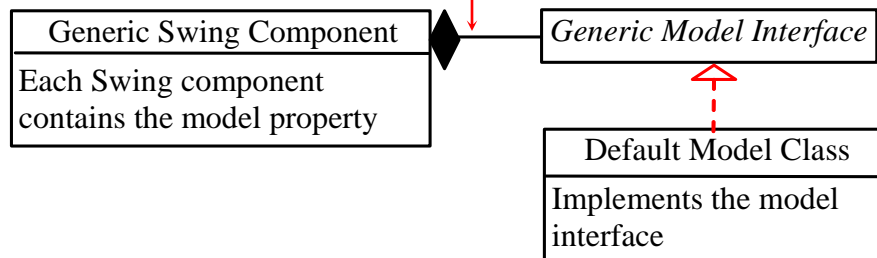 Generic Swing Component
Each Swing component
contains the model property
Generic Model Interface
Default Model Class
Implements the model
interface